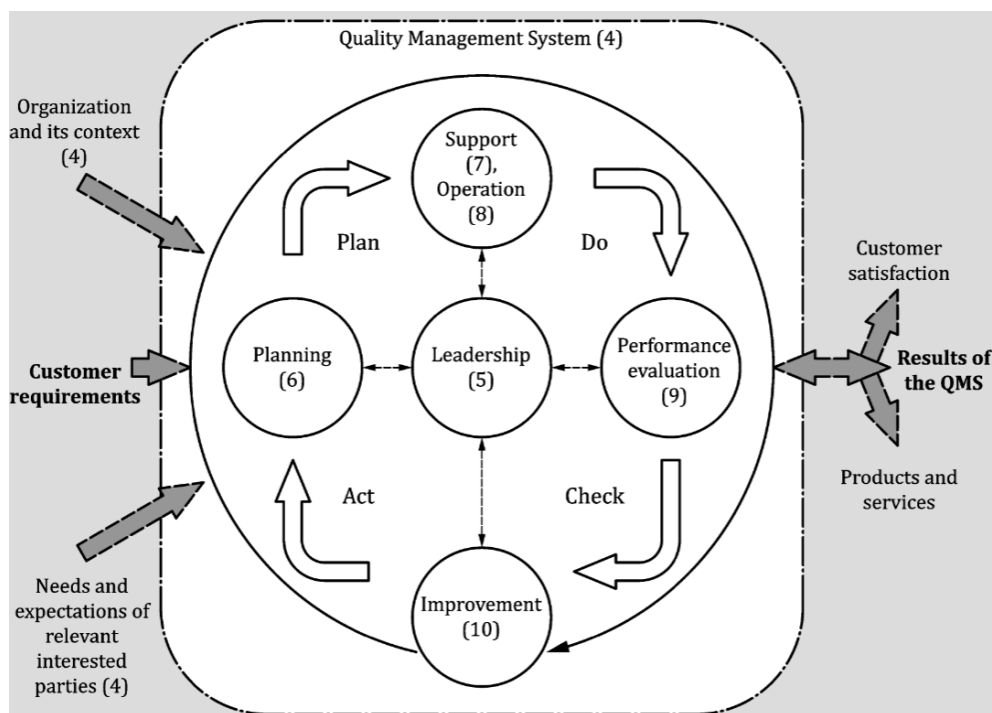 Quality Management System (4)
Organization
and its context
(4)
Support
(7),
Operation
(8)
Plan
Do
Customer
satisfaction
Customer
requirements
Planning
(6)
Leadership
(5)
Performance
evaluation
(9)
Results of
the QMS
Act
Check
Products and
services
Needs and
expectations of
relevant
interested
parties (4)
Improvement
(10)